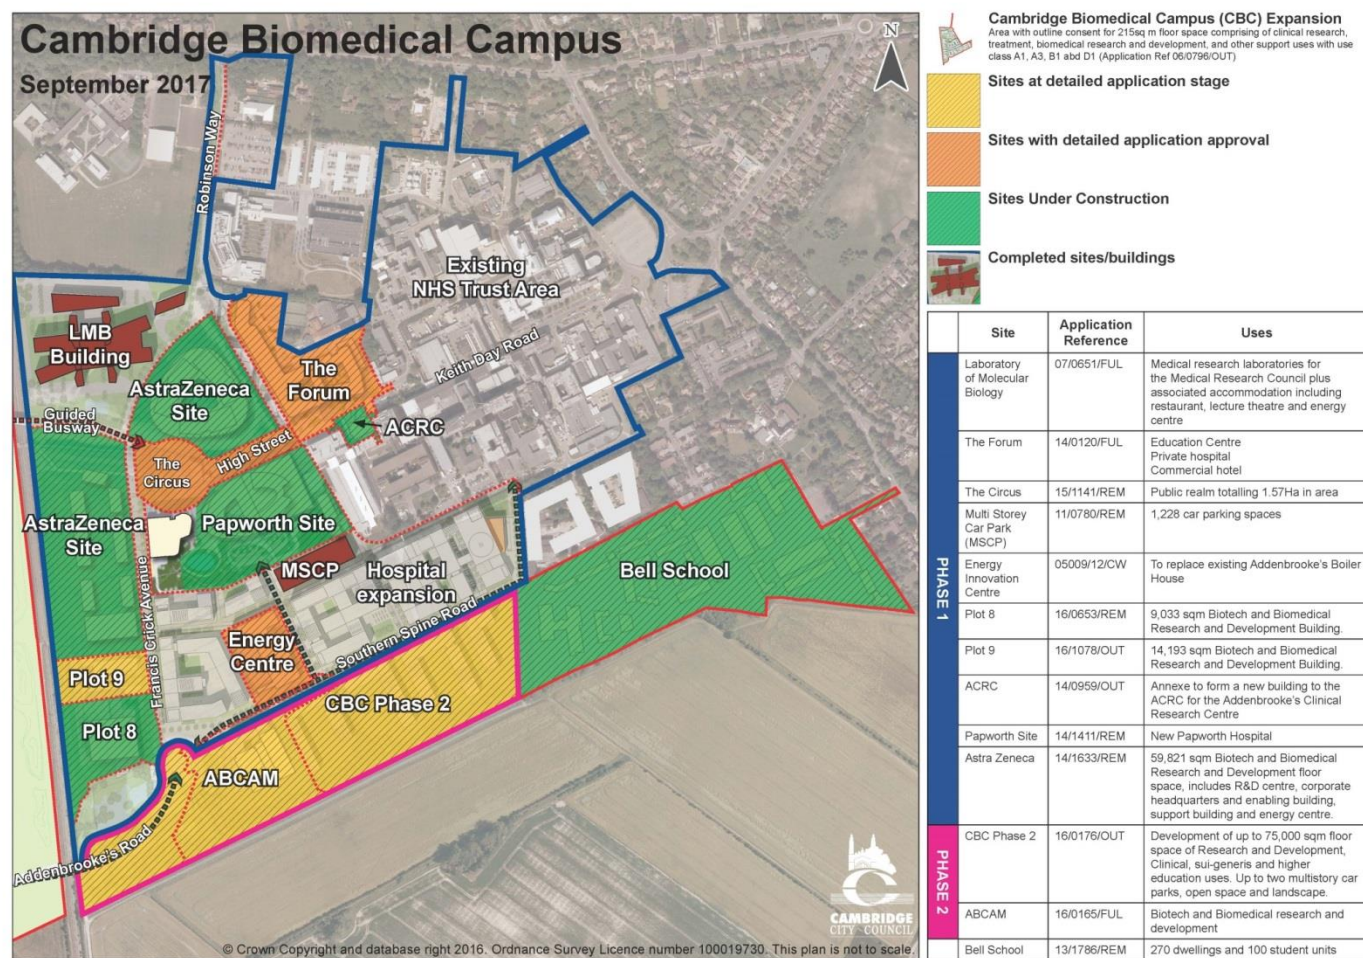 Cambridge Biomedical Campus
September 2017
N
Robinson Way
Existing
NHS Trust Area
Keith Day Road
LMB
Building
AstraZeneca
Site
The
Forum
ACRC
Guided
Busway
High Street
The
Circus
AstraZeneca
Site
Papworth Site
MSCP
Hospital
expansion
Bell School
Francis Crick Avenue
Energy
Centre
Southern Spine Road
Plot 9
CBC Phase 2
Plot 8
ABCAM
Addenbrooke's Road
CAMBRIDGE
CITY COUNCIL
© Crown Copyright and database right 2016. Ordnance Survey Licence number 100019730. This plan is not to scale.
Cambridge Biomedical Campus (CBC) Expansion
Area with outline consent for 215sq m floor space comprising of clinical research,
treatment, biomedical research and development, and other support uses with use
class A1, A3, B1 abd D1 (Application Ref 06/0796/OUT)
Sites at detailed application stage
Sites with detailed application approval
Sites Under Construction
Completed sites/buildings
Site Application Reference Uses
PHASE 1
Laboratory of Molecular Biology 07/0651/FUL Medical research laboratories for
the Medical Research Council plus
associated accommodation including
restaurant, lecture theatre and energy
centre
The Forum 14/0120/FUL Education Centre
Private hospital
Commercial hotel
The Circus 15/1141/REM Public realm totalling 1.57Ha in area
Multi Storey Car Park (MSCP) 11/0780/REM 1,228 car parking spaces
Energy Innovation Centre 05009/12/CW To replace existing Addenbrooke's Boiler
House
Plot 8 16/0653/REM 9,033 sqm Biotech and Biomedical
Research and Development Building.
Plot 9 16/1078/OUT 14,193 sqm Biotech and Biomedical
Research and Development Building.
ACRC 14/0959/OUT Annexe to form a new building to the
ACRC for the Addenbrooke's Clinical
Research Centre
Papworth Site 14/1411/REM New Papworth Hospital
Astra Zeneca 14/1633/REM 59,821 sqm Biotech and Biomedical
Research and Development floor
space, includes R&D centre, corporate
headquarters and enabling building,
support building and energy centre.
PHASE 2
CBC Phase 2 16/0176/OUT Development of up to 75,000 sqm floor
space of Research and Development,
Clinical, sui-generis and higher
education uses. Up to two multistory car
parks, open space and landscape.
ABCAM 16/0165/FUL Biotech and Biomedical research and
development
Bell School 13/1786/REM 270 dwellings and 100 student units